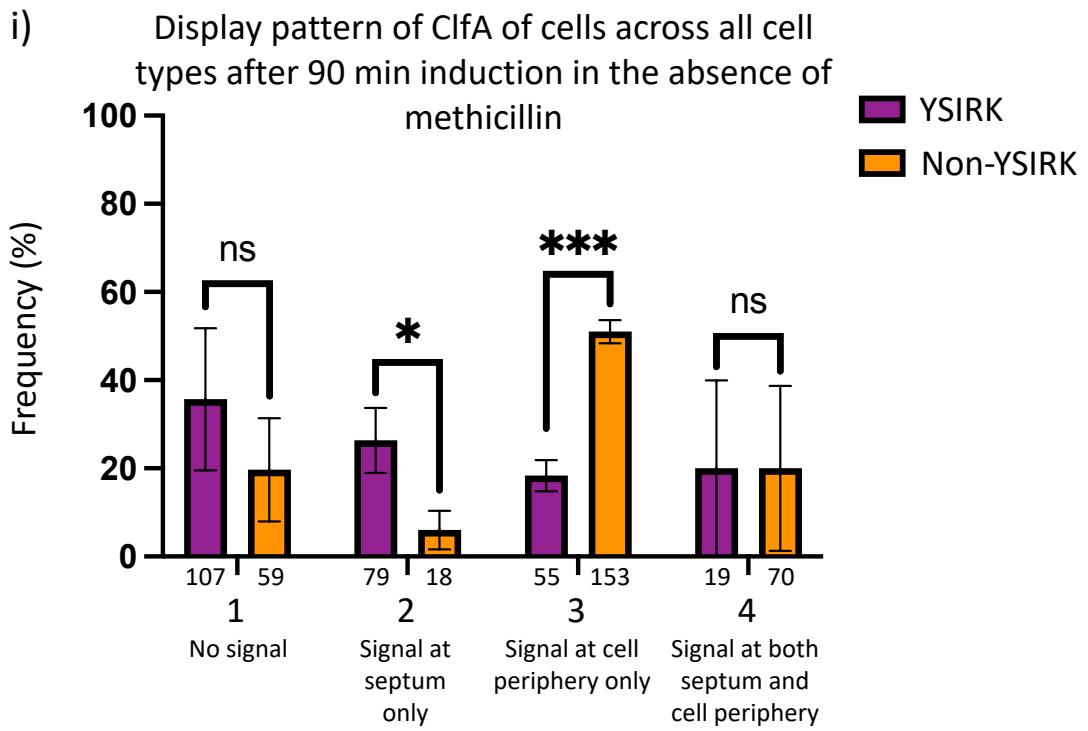 i)
Display pattern of ClfA of cells across all cell
types after 90 min induction in the absence of
methicillin
YSIRK
Non-YSIRK
Frequency (%)
100
80
60
40
20
0
ns
*
***
ns
107 59 79 18 55 153 19 70
1 2 3 4
No signal
Signal at
septum
only
Signal at cell
periphery only
Signal at both
septum and
cell periphery